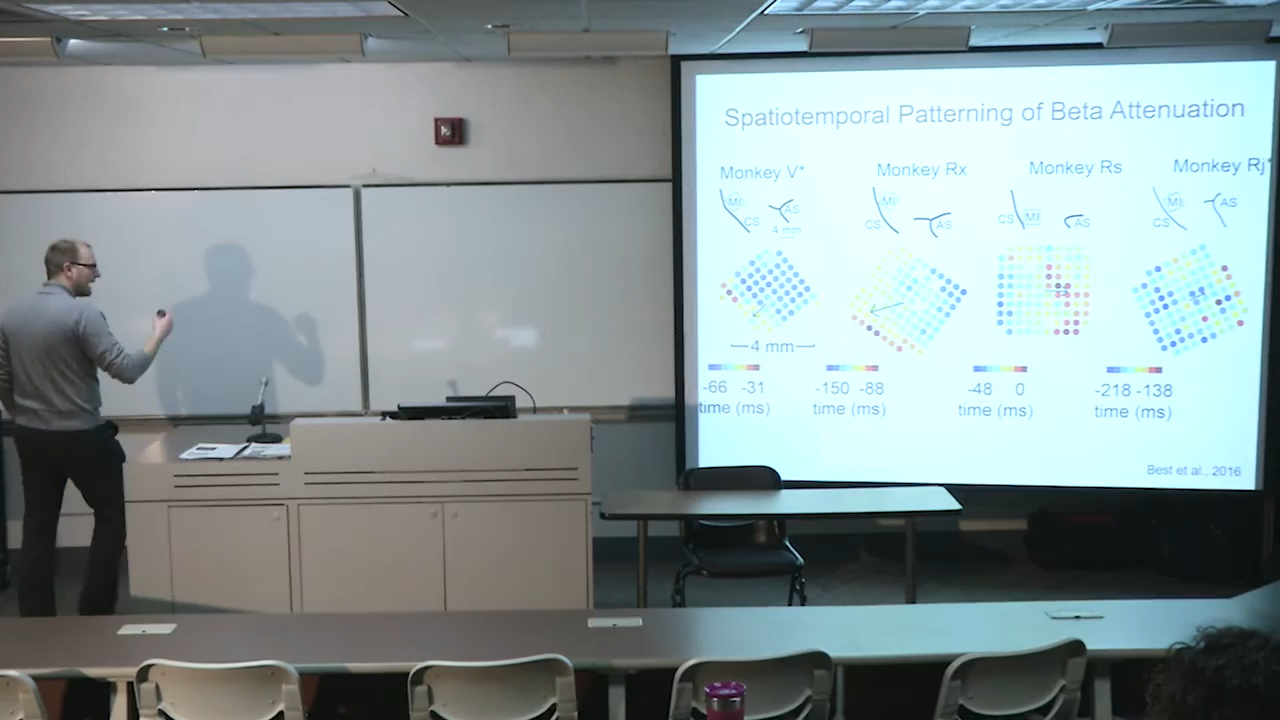 Spatiotemporal Patterning of Beta Attenuation
Monkey V* Monkey Rx Monkey Rs Monkey Rj*
MI CS AS 4 mm
MI CS AS
CS MI AS
MI CS AS
4 mm
-66 -31 -150 -88 -48 0 -218 -138
time (ms) time (ms) time (ms) time (ms)
Best et al., 2016